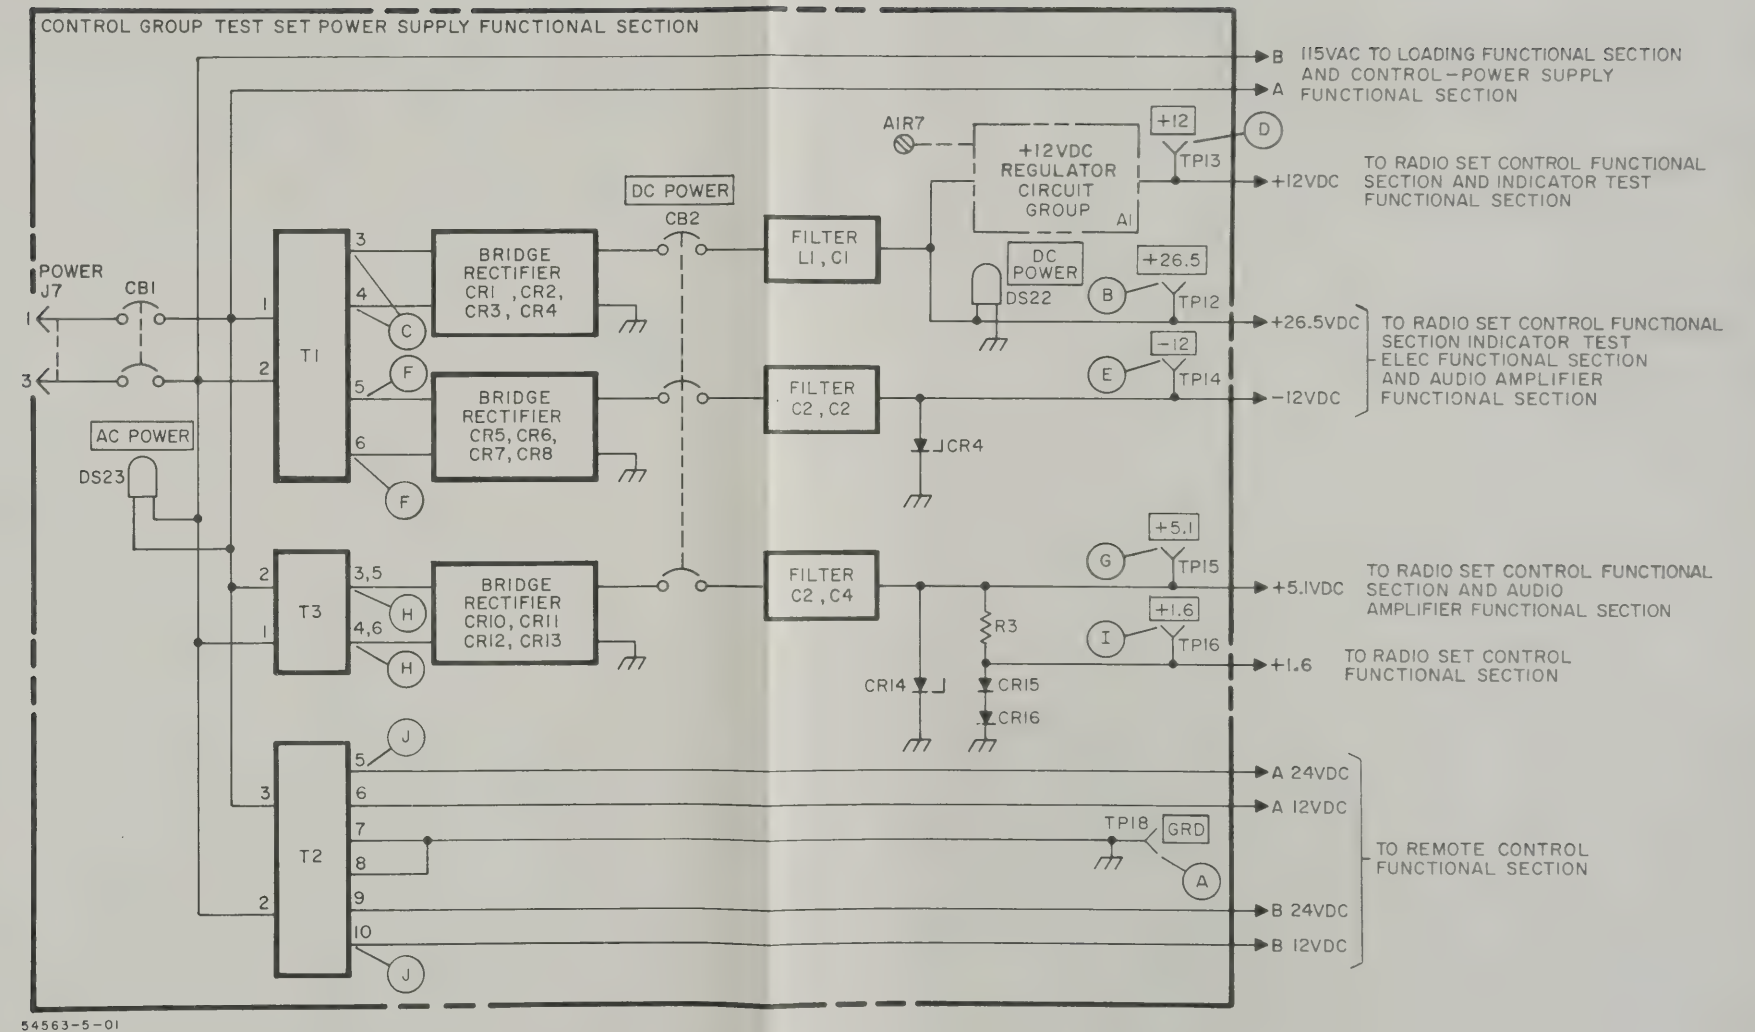 CONTROL GROUP TEST SET POWER SUPPLY FUNCTIONAL SECTION
B 115VAC TO LOADING FUNCTIONAL SECTION
AND CONTROL-POWER SUPPLY
A FUNCTIONAL SECTION
A1R7
+12VDC
REGULATOR
CIRCUIT
GROUP
A1
+12
D
TP13
+12VDC
TO RADIO SET CONTROL FUNCTIONAL
SECTION AND INDICATOR TEST
FUNCTIONAL SECTION
POWER
J7
CB1
1
3
1
2
T1
3
4
C
5
F
6
F
BRIDGE
RECTIFIER
CR1 ,CR2,
CR3, CR4
DC POWER
CB2
FILTER
L1, C1
DC
POWER
DS22
+26.5
B
TP12
+26.5VDC
-12
E
TP14
-12VDC
TO RADIO SET CONTROL FUNCTIONAL
SECTION INDICATOR TEST
ELEC FUNCTIONAL SECTION
AND AUDIO AMPLIFIER
FUNCTIONAL SECTION
BRIDGE
RECTIFIER
CR5, CR6,
CR7, CR8
FILTER
C2, C2
CR4
AC POWER
DS23
2
1
T3
3,5
H
4,6
H
BRIDGE
RECTIFIER
CR10, CR11
CR12, CR13
FILTER
C2, C4
+5.1
G
TP15
+5.1VDC
TO RADIO SET CONTROL FUNCTIONAL
SECTION AND AUDIO
AMPLIFIER FUNCTIONAL SECTION
R3
+1.6
I
TP16
+1.6
TO RADIO SET CONTROL
FUNCTIONAL SECTION
CR14
CR15
CR16
3
2
T2
J
5
6
7
8
9
10
J
A 24VDC
A 12VDC
TP18
GRD
A
B 24VDC
B 12VDC
TO REMOTE CONTROL
FUNCTIONAL SECTION
54563-5-01